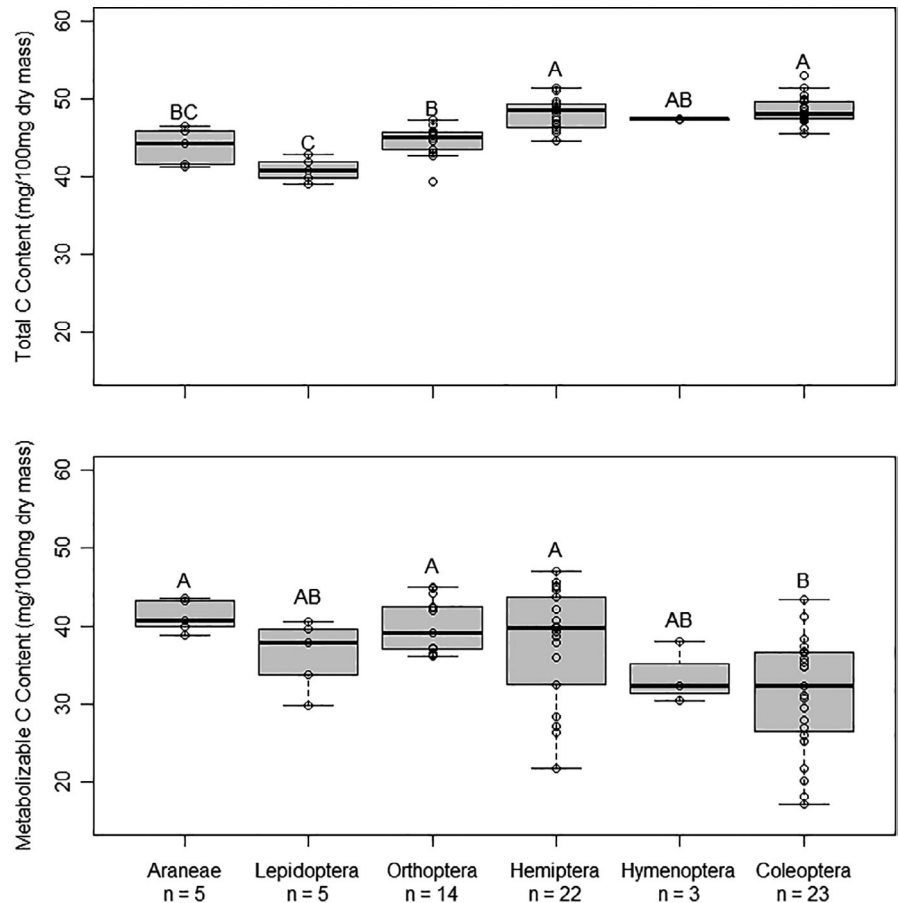 Total C Content (mg/100mg dry mass)
60
50
40
30
20
BC
C
B
A
AB
A
Metabolizable C Content (mg/100mg dry mass)
60
50
40
30
20
A
AB
A
A
AB
B
Araneae Lepidoptera Orthoptera Hemiptera Hymenoptera Coleoptera
n = 5 n = 5 n = 14 n = 22 n = 3 n = 23